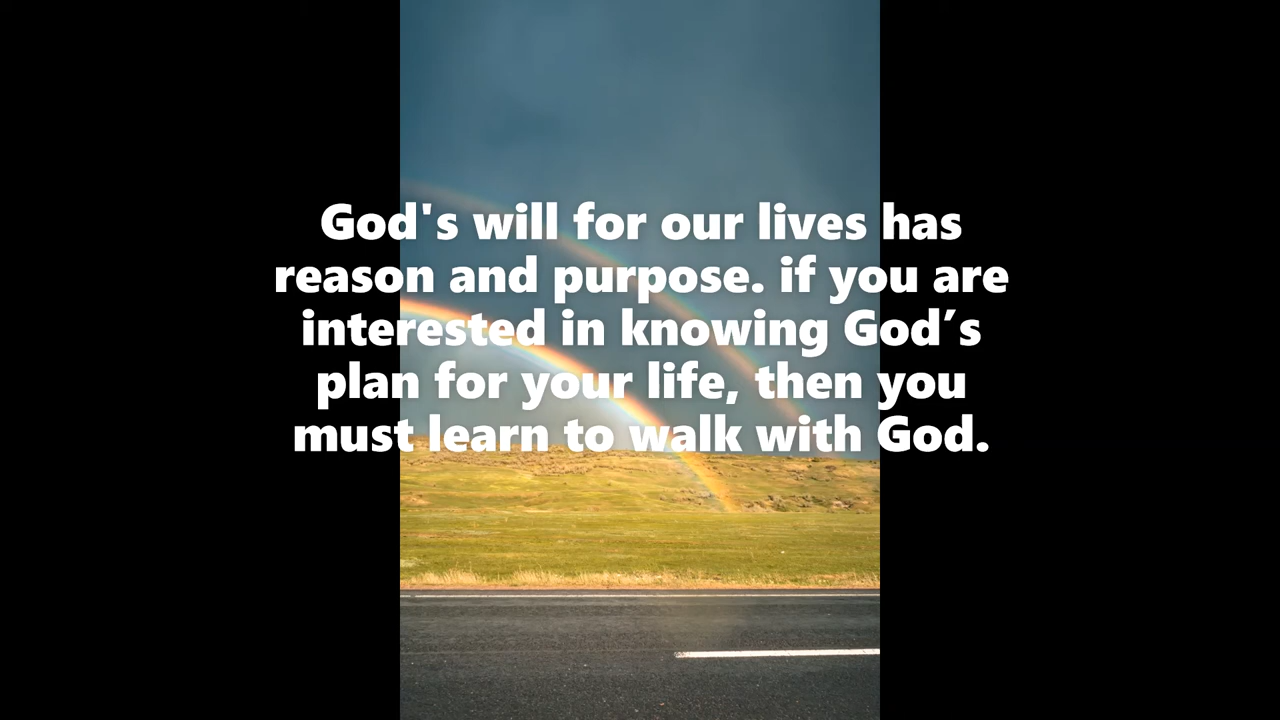 God's will for our lives has
reason and purpose. if you are
interested in knowing God’s
plan for your life, then you
must learn to walk with God.